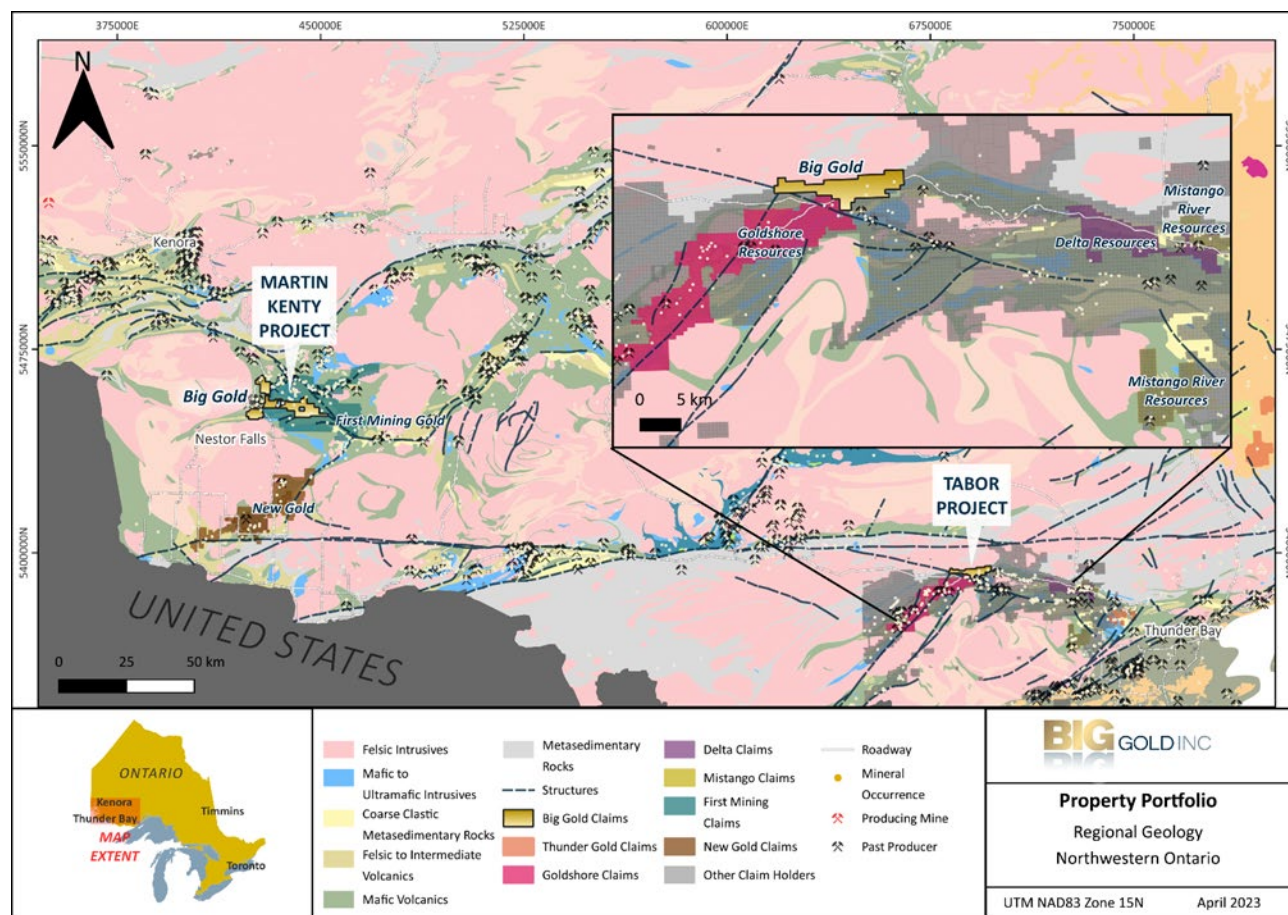 375000E
450000E
525000E
600000E
675000E
750000E
N
5550000N
5475000N
5400000N
Kenora
MARTIN
KENTY
PROJECT
Big Gold
First Mining Gold
Nestor Falls
New Gold
UNITED STATES
0 25 50 km
Big Gold
Goldshore
Resources
Delta Resources
Mistango
River
Resources
Mistango River
Resources
0 5 km
TABOR
PROJECT
Thunder Bay
ONTARIO
Kenora
Thunder Bay
Timmins
Toronto
MAP
EXTENT
Felsic Intrusives
Mafic to
Ultramafic Intrusives
Coarse Clastic
Metasedimentary Rocks
Felsic to Intermediate
Volcanics
Mafic Volcanics
Metasedimentary
Rocks
Structures
Big Gold Claims
Thunder Gold Claims
Goldshore Claims
Delta Claims
Mistango Claims
First Mining
Claims
New Gold Claims
Other Claim Holders
Roadway
Mineral
Occurrence
Producing Mine
Past Producer
BIG GOLD INC
Property Portfolio
Regional Geology
Northwestern Ontario
UTM NAD83 Zone 15N April 2023